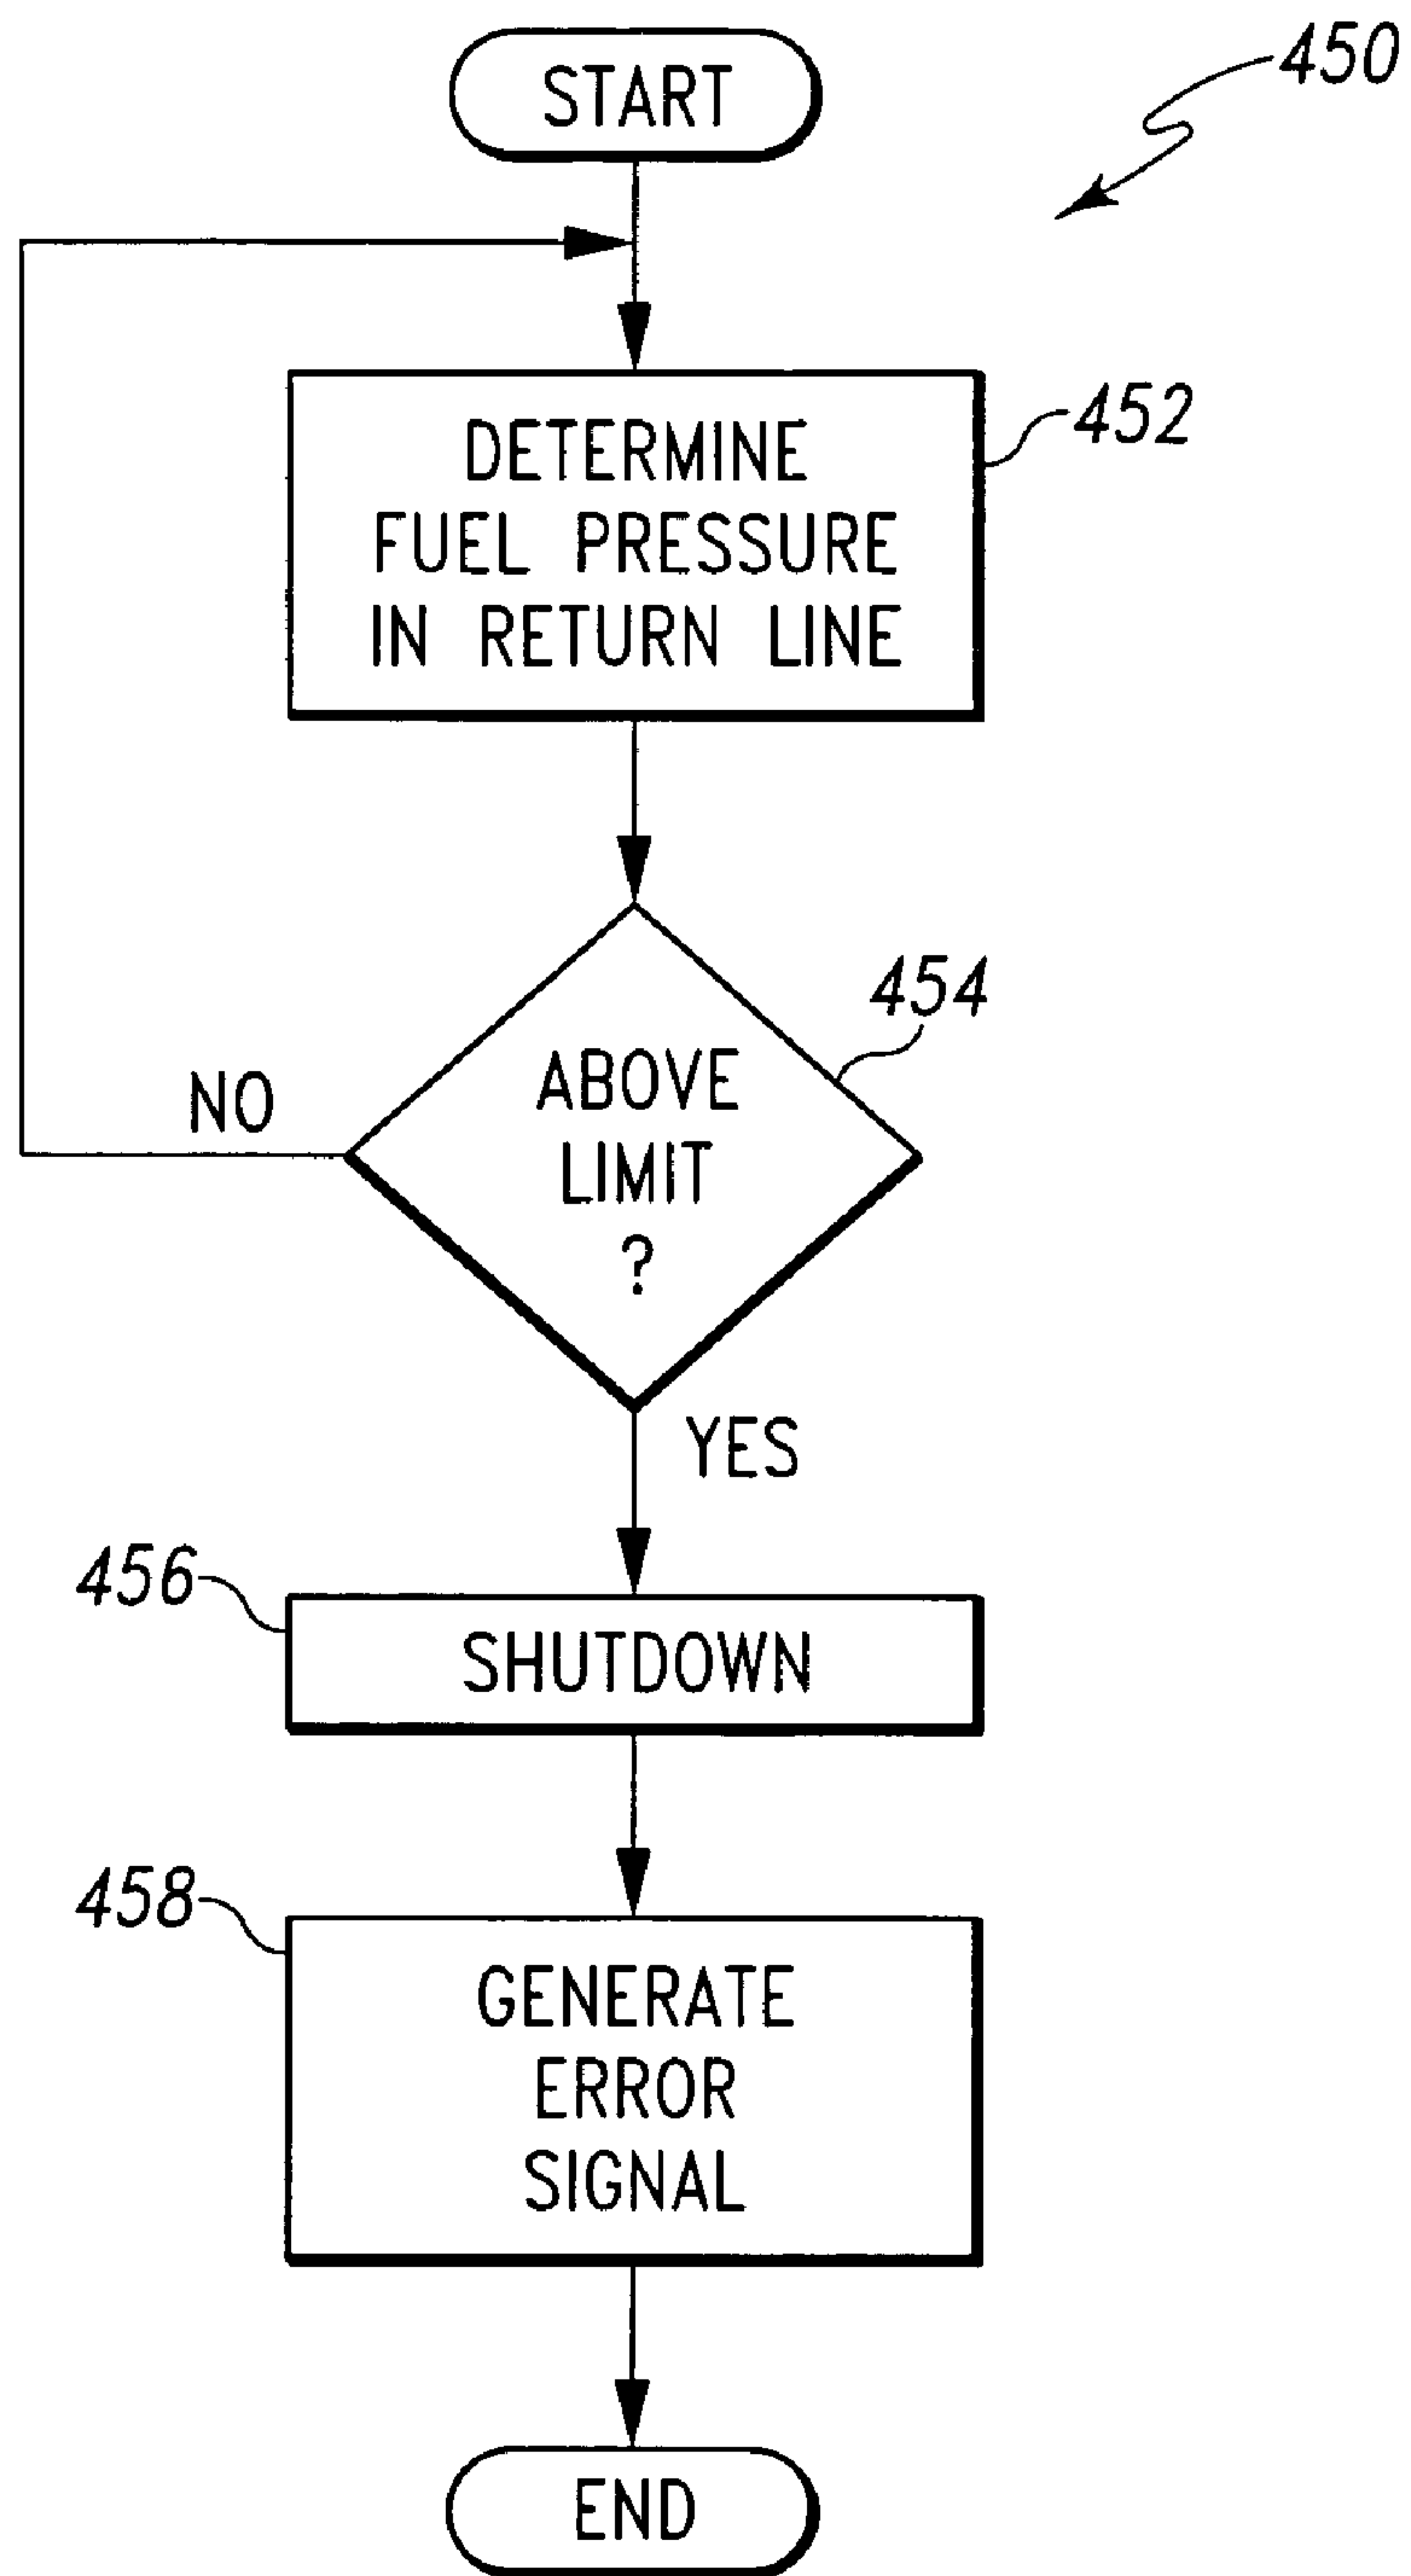 START
450
DETERMINE
FUEL PRESSURE
IN RETURN LINE
452
454
ABOVE
LIMIT
?
NO
YES
456
SHUTDOWN
458
GENERATE
ERROR
SIGNAL
END